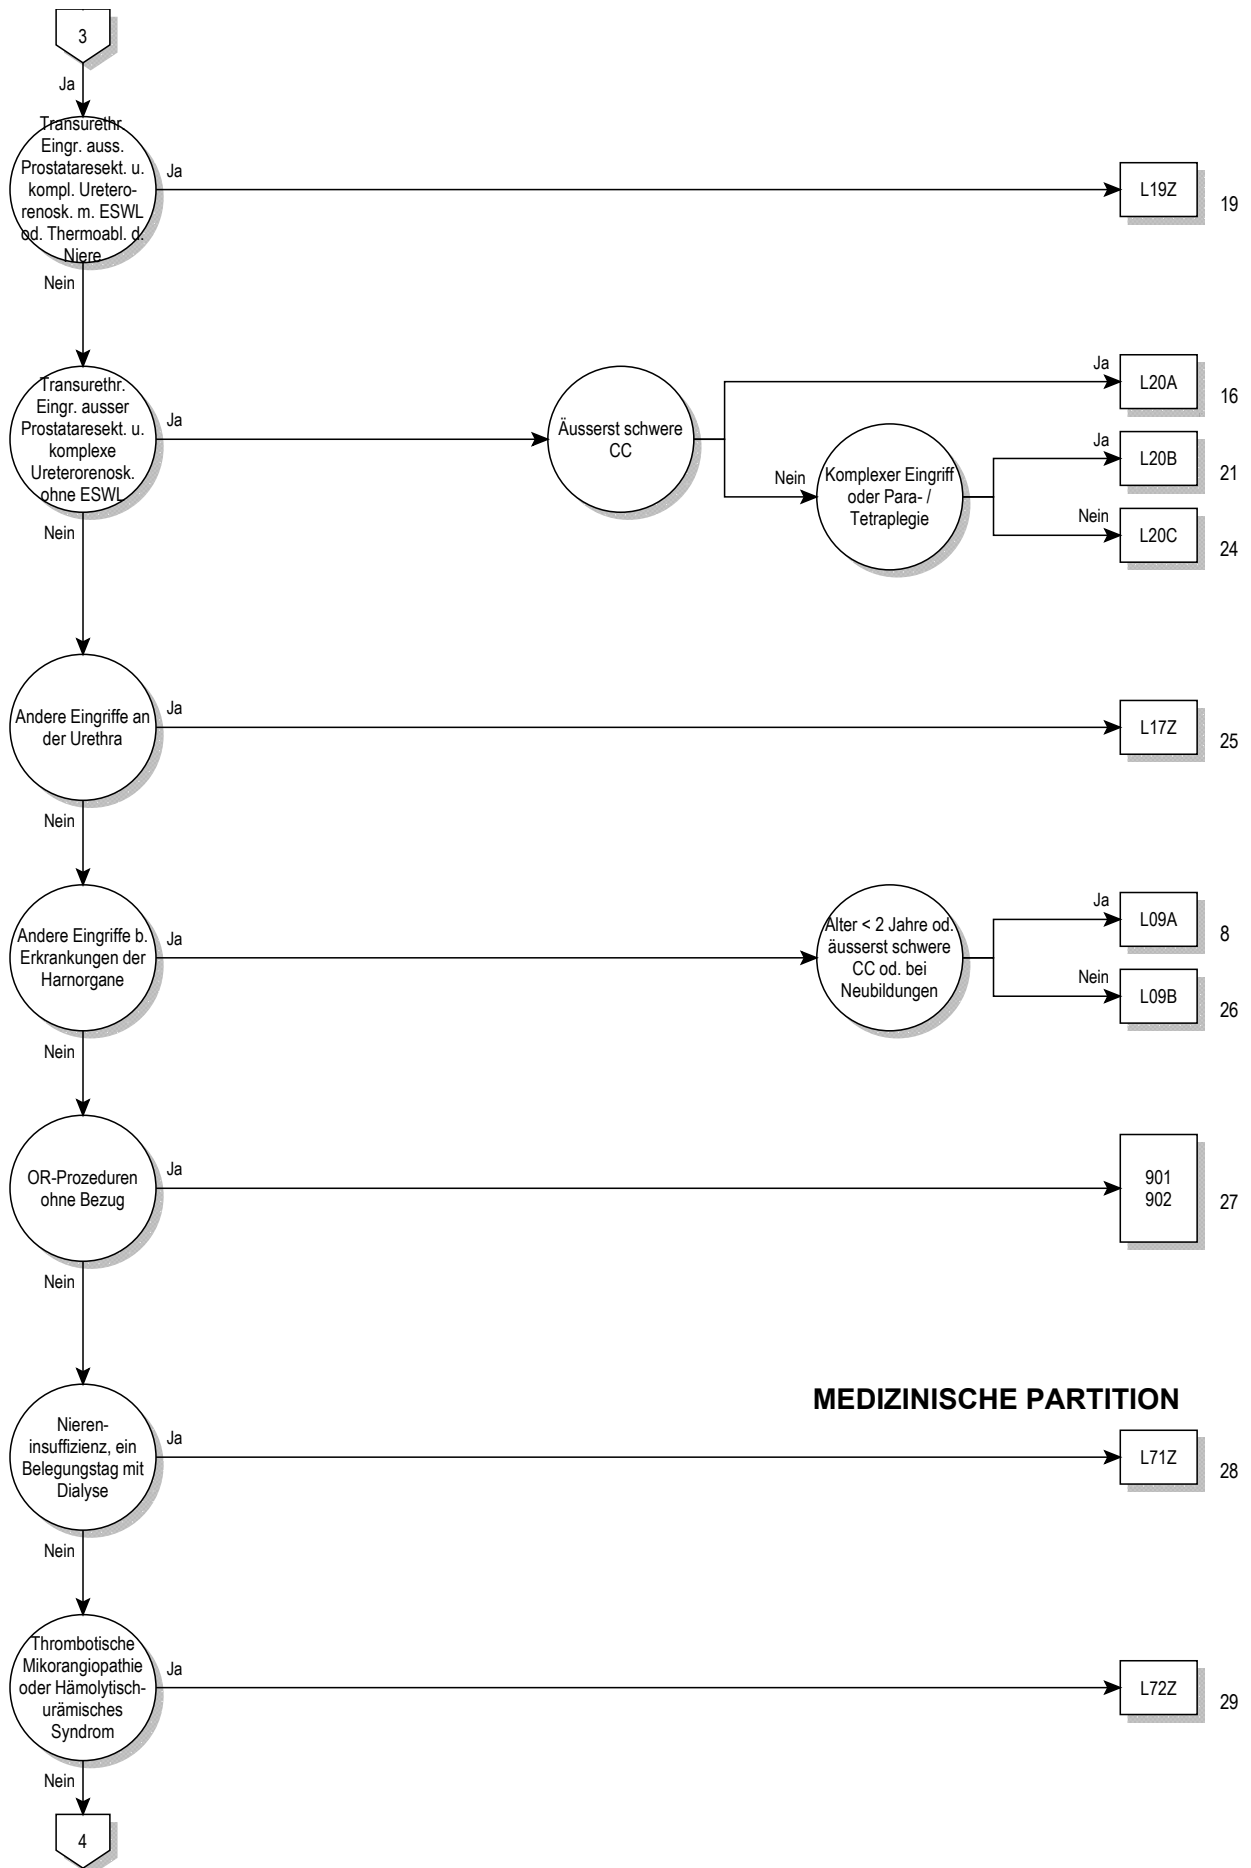 3
Ja
Transurethr.
Eingr. auss.
Prostataresekt. u.
kompl. Uretero-
renosk. m. ESWL
od. Thermoabl. d.
Niere
Ja
L19Z
19
Nein
Transurethr.
Eingr. ausser
Prostataresekt. u.
komplexe
Ureterorenosk.
ohne ESWL
Ja
Äusserst schwere
CC
Ja
L20A
16
Nein
Komplexer Eingriff
oder Para- /
Tetraplegie
Ja
L20B
21
Nein
L20C
24
Nein
Andere Eingriffe an
der Urethra
Ja
L17Z
25
Nein
Andere Eingriffe b.
Erkrankungen der
Harnorgane
Ja
Alter < 2 Jahre od.
äusserst schwere
CC od. bei
Neubildungen
Ja
L09A
8
Nein
L09B
26
Nein
OR-Prozeduren
ohne Bezug
Ja
901
902
27
Nein
MEDIZINISCHE PARTITION
Nieren-
insuffizienz, ein
Belegungstag mit
Dialyse
Ja
L71Z
28
Nein
Thrombotische
Mikorangiopathie
oder Hämolytisch-
urämisches
Syndrom
Ja
L72Z
29
Nein
4